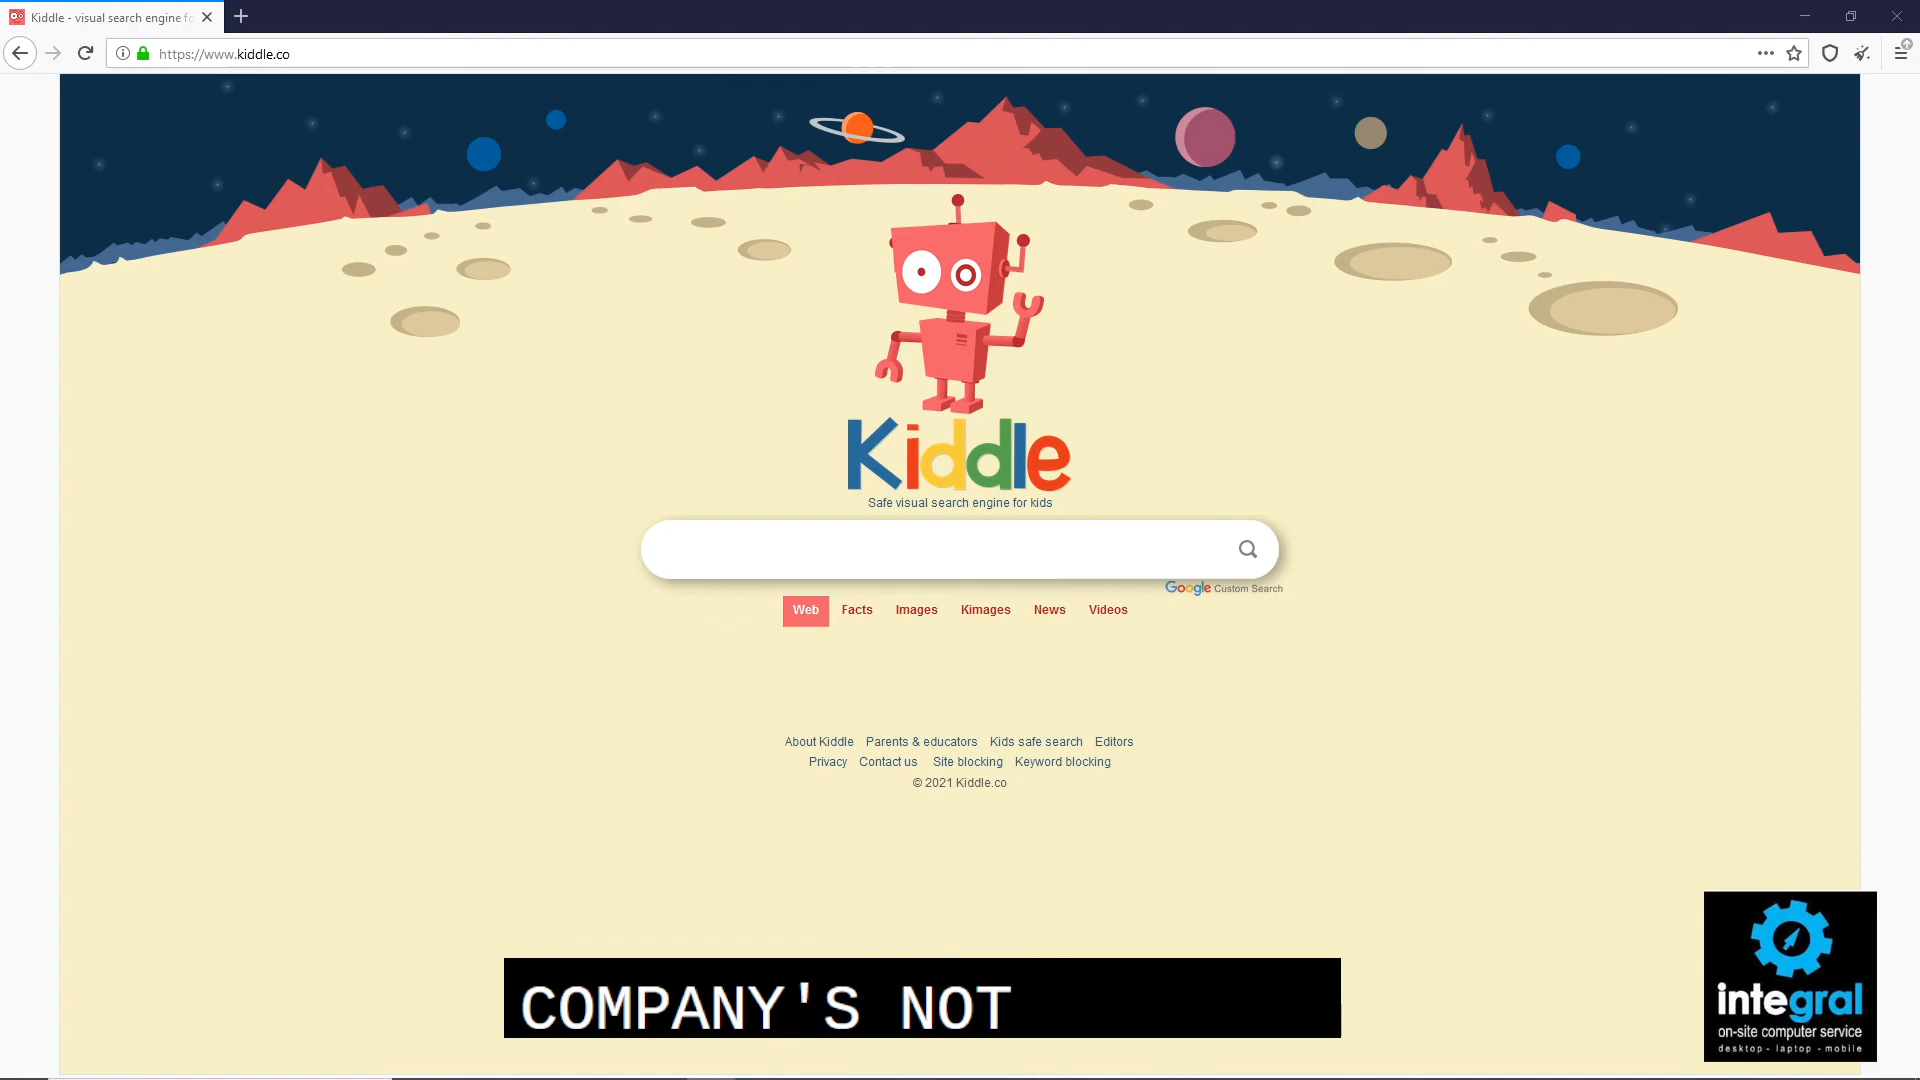 Kiddle - visual search engine fo
https://www.kiddle.co
Kiddle
Safe visual search engine for kids
Google Custom Search
Web Facts Images Kimages News Videos
About Kiddle Parents & educators Kids safe search Editors
Privacy Contact us Site blocking Keyword blocking
© 2021 Kiddle.co
COMPANY'S NOT
integral
on-site computer service
desktop - laptop - mobile